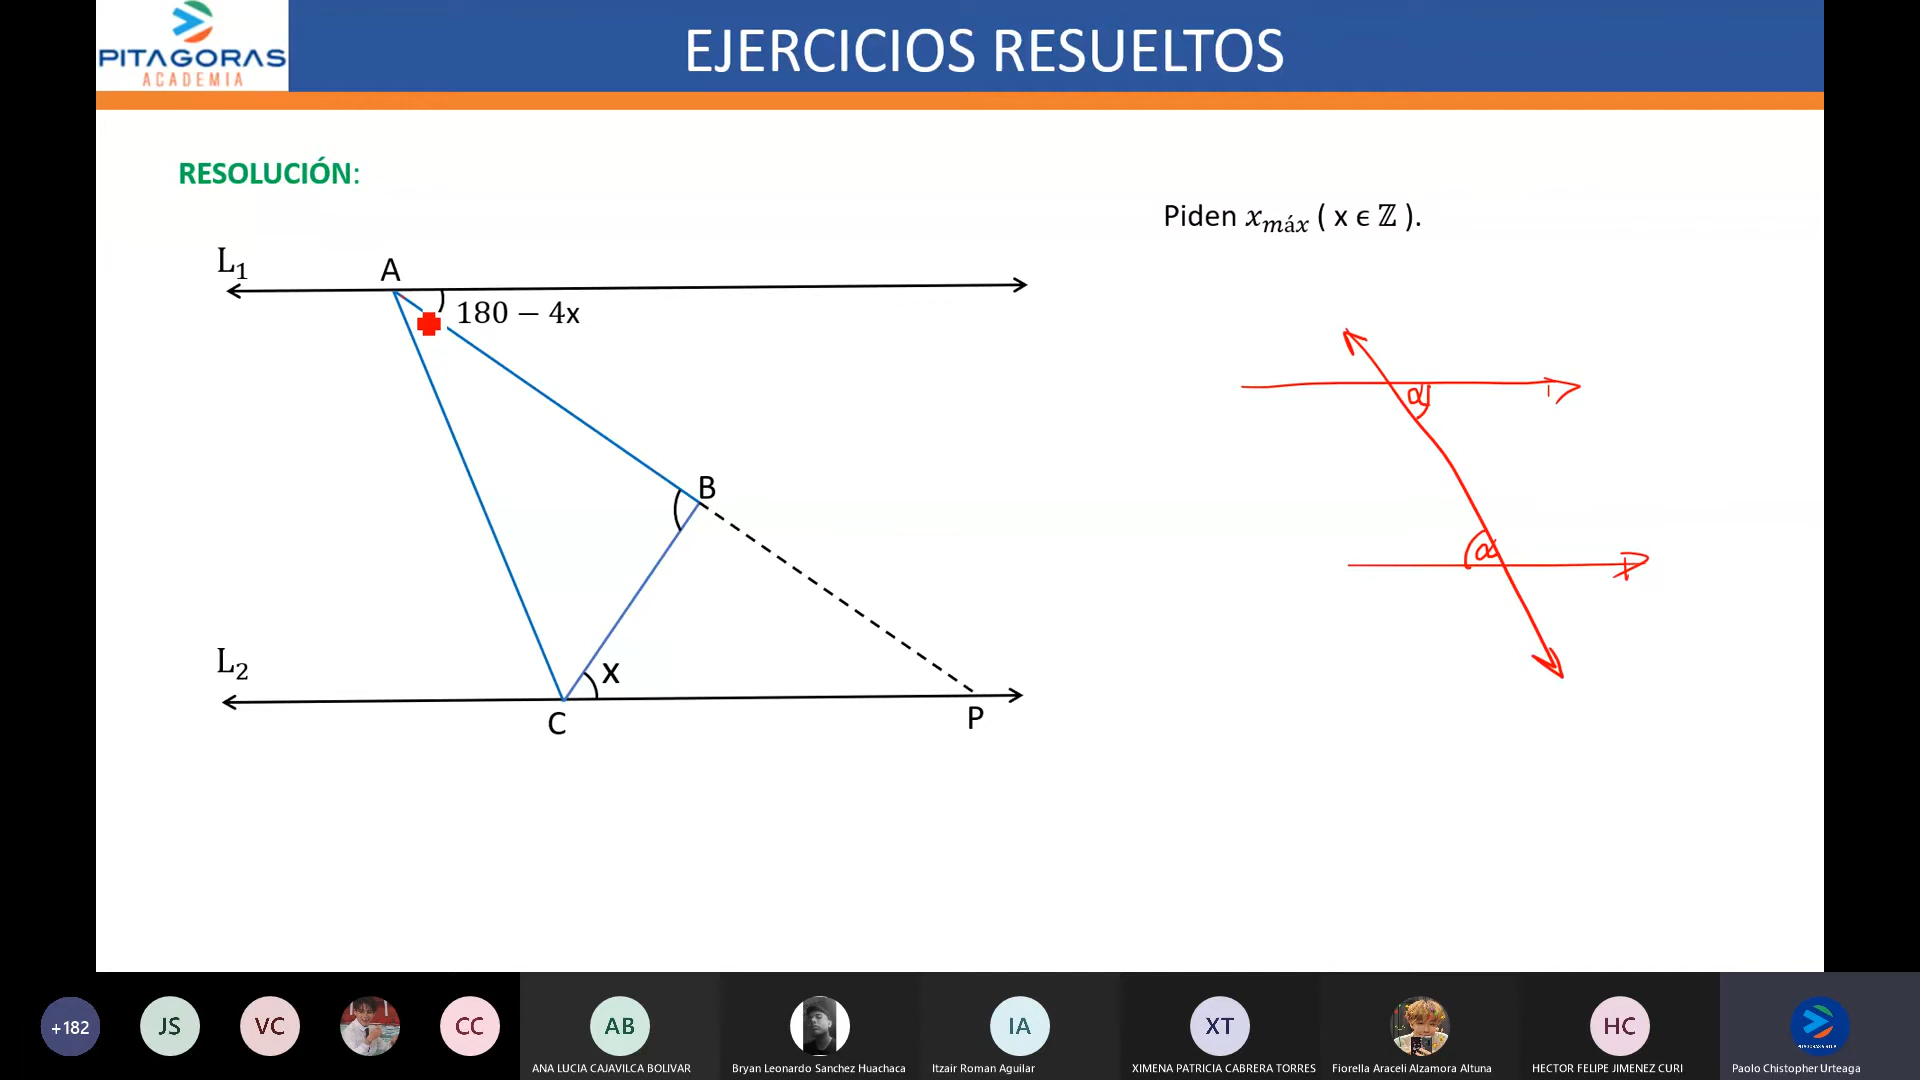 PITAGORAS
ACADEMIA
EJERCICIOS RESUELTOS
RESOLUCIÓN:
Piden xmáx ( x ϵ ℤ ).
L1
A
180 − 4x
α
B
α
L2
x
C
P
+182
JS
VC
CC
AB
IA
XT
HC
ANA LUCIA CAJAVILCA BOLIVAR
Bryan Leonardo Sanchez Huachaca
Itzair Roman Aguilar
XIMENA PATRICIA CABRERA TORRES
Fiorella Araceli Alzamora Altuna
HECTOR FELIPE JIMENEZ CURI
Paolo Chistopher Urteaga